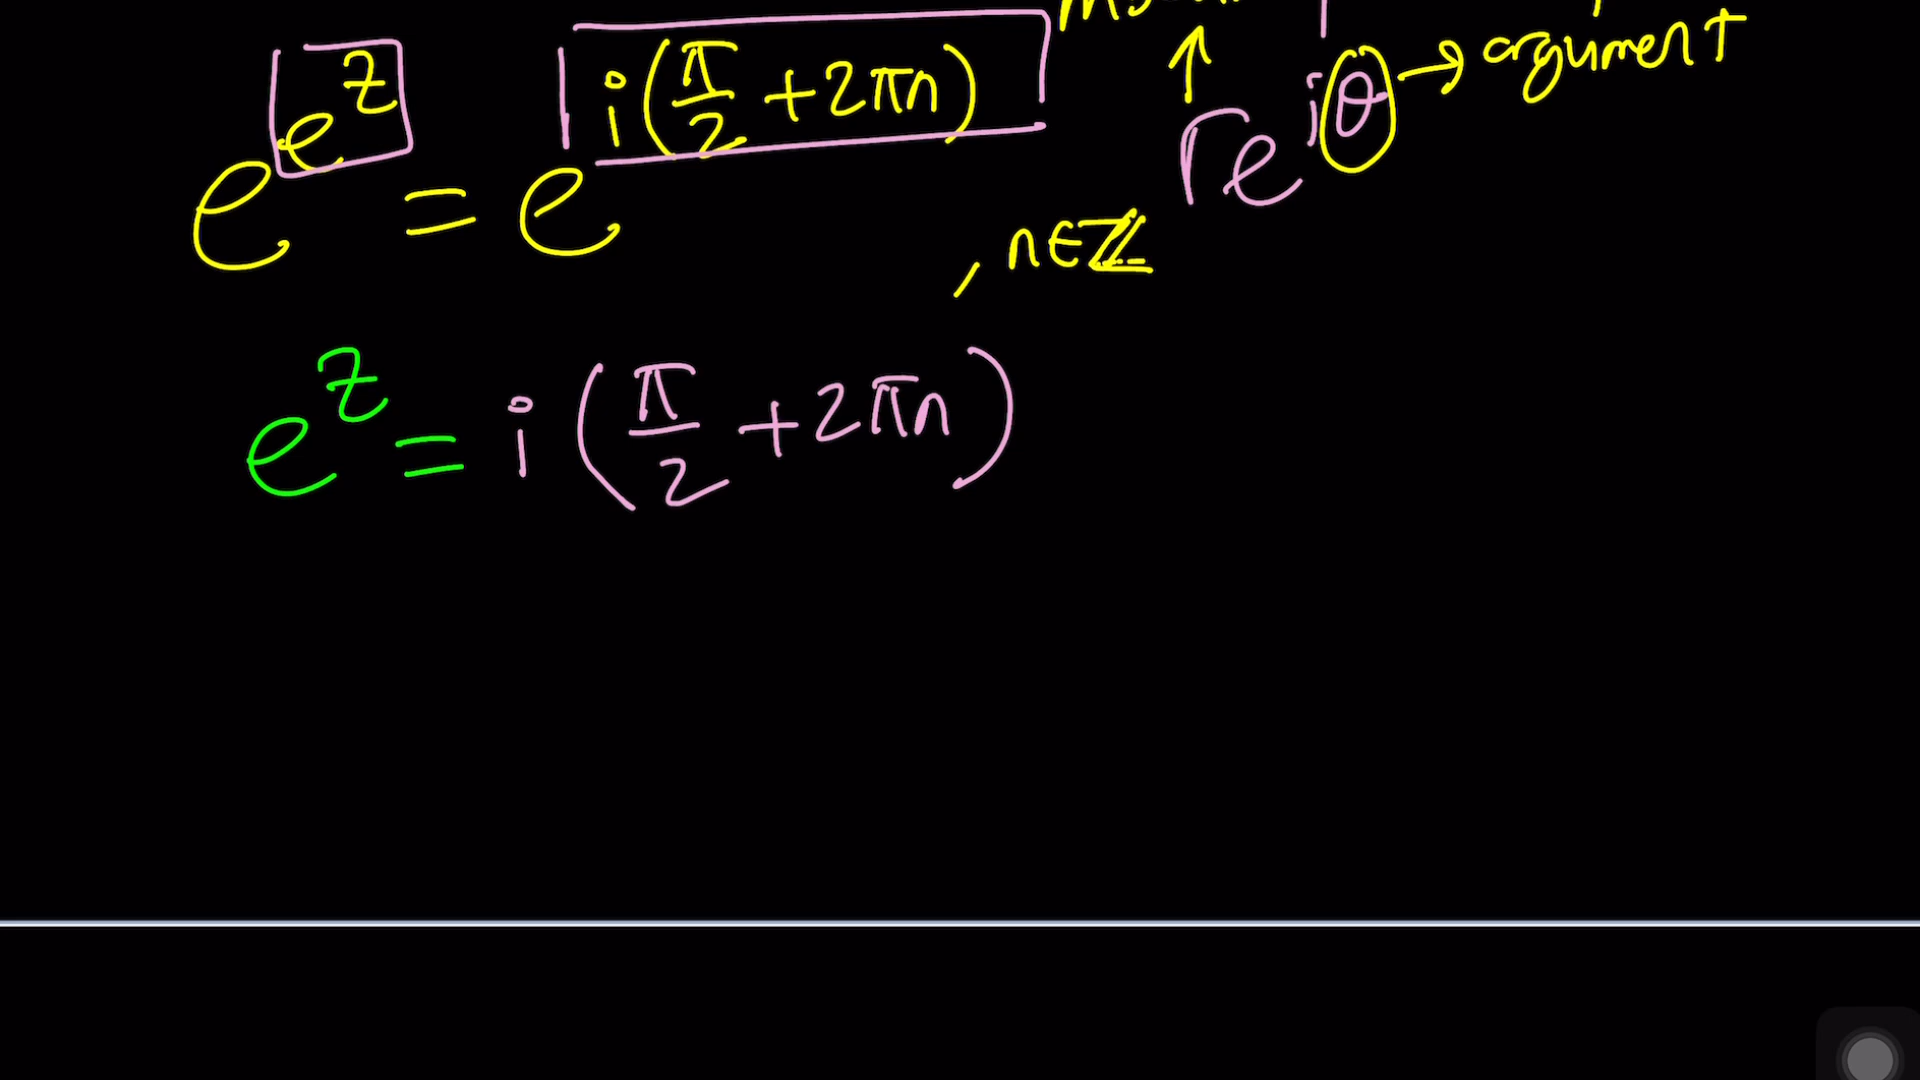 → argument
e^{e^z} = e^{i(π/2 + 2πn)}, n∈ℤ
re^{iθ}
e^z = i(π/2 + 2πn)